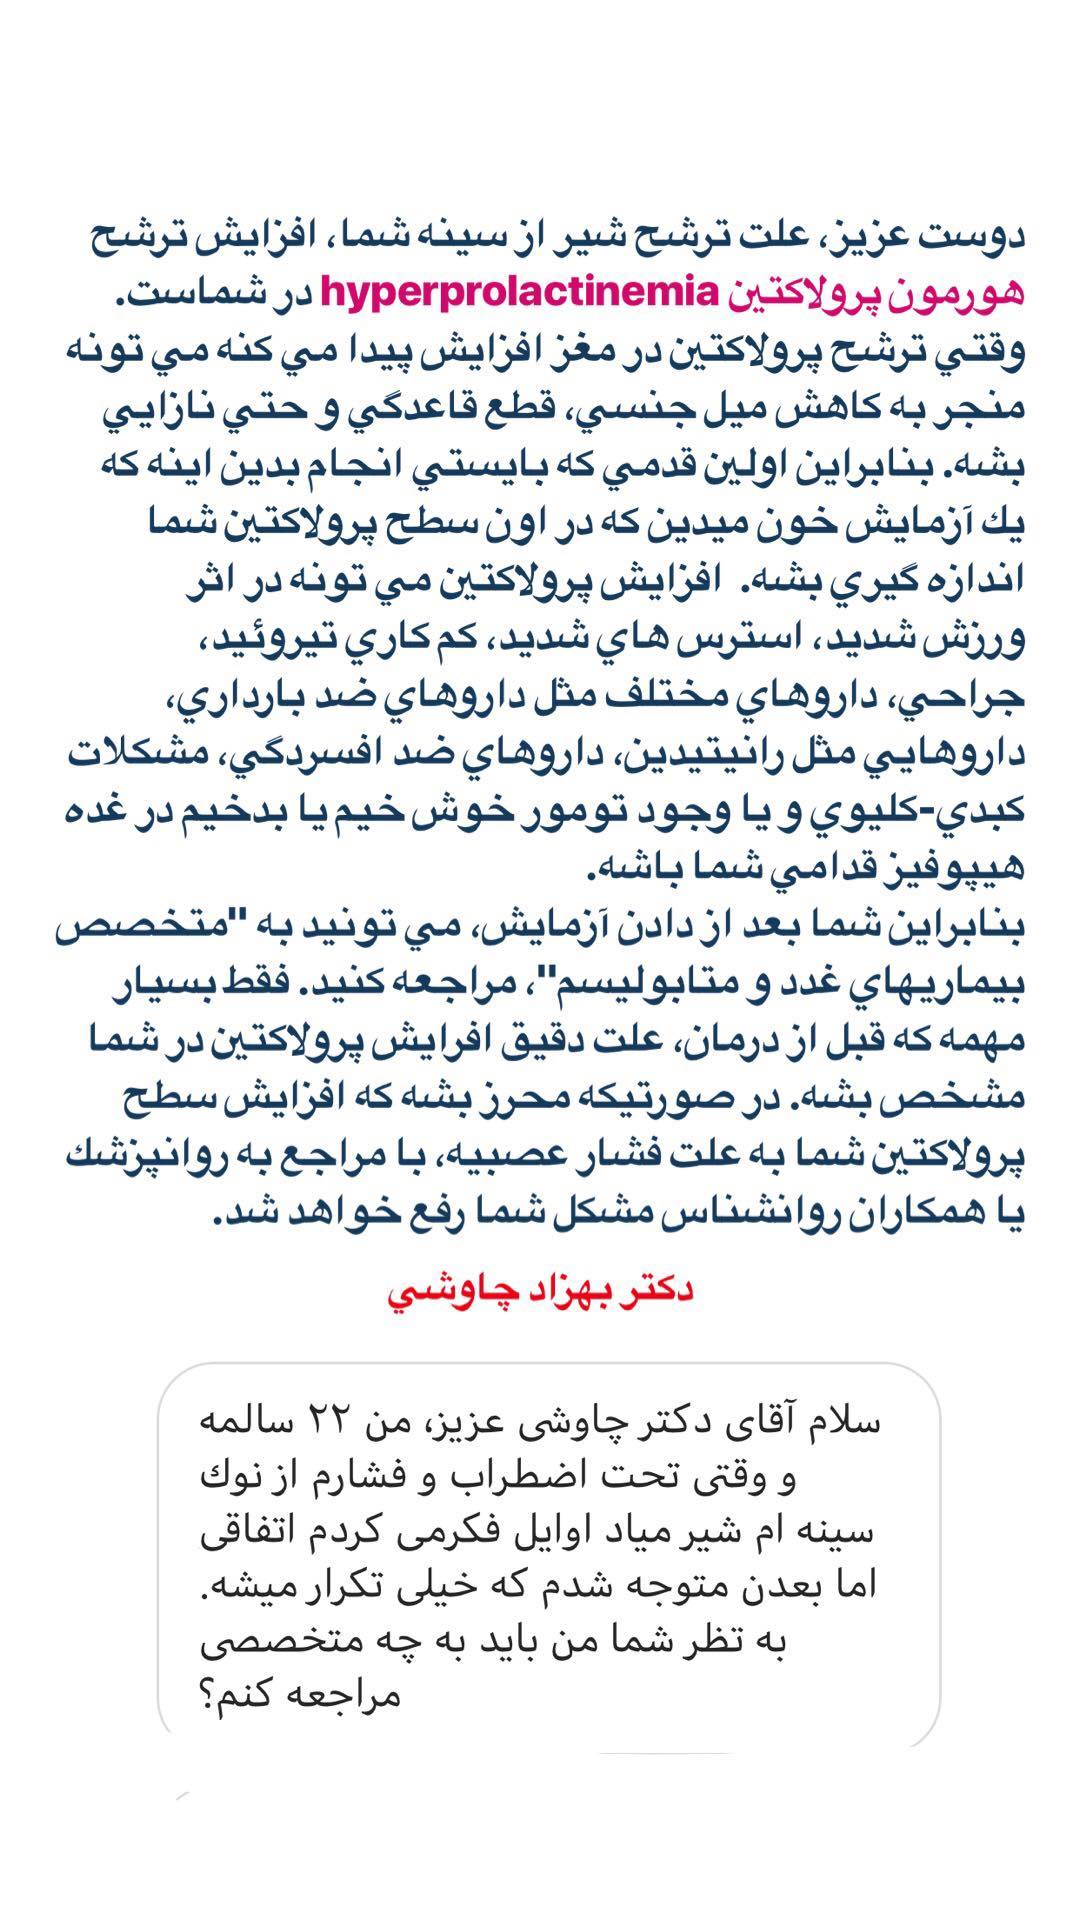 دوست عزيز، علت ترشح شير از سينه شما، افزايش ترشح
هورمون پرولاكتين hyperprolactinemia در شماست.
وقتي ترشح پرولاكتين در مغز افزايش پيدا مي كنه مي تونه
منجر به كاهش ميل جنسي، قطع قاعدگي و حتي نازايي
بشه. بنابراين اولين قدمي كه بايستي انجام بدين اينه كه
يك آزمايش خون ميدين كه در اون سطح پرولاكتين شما
اندازه گيري بشه. افزايش پرولاكتين مي تونه در اثر
ورزش شديد، استرس هاي شديد، كم كاري تيروئيد،
جراحي، داروهاي مختلف مثل داروهاي ضد بارداري،
داروهايي مثل رانيتيدين، داروهاي ضد افسردگي، مشكلات
كبدي-كليوي و يا وجود تومور خوش خيم يا بدخيم در غده
هيپوفيز قدامي شما باشه.
بنابراين شما بعد از دادن آزمايش، مي تونيد به "متخصص
بيماريهاي غدد و متابوليسم"، مراجعه كنيد. فقط بسيار
مهمه كه قبل از درمان، علت دقيق افرايش پرولاكتين در شما
مشخص بشه. در صورتيكه محرز بشه كه افزايش سطح
پرولاكتين شما به علت فشار عصبيه، با مراجع به روانپزشك
يا همكاران روانشناس مشكل شما رفع خواهد شد.
دكتر بهزاد چاوشي
سلام آقای دکتر چاوشی عزیز، من ۲۲ سالمه
و وقتی تحت اضطراب و فشارم از نوك
سینه ام شیر میاد اوایل فکرمی کردم اتفاقی
اما بعدن متوجه شدم که خیلی تکرار میشه.
به تظر شما من باید به چه متخصصی
مراجعه کنم؟